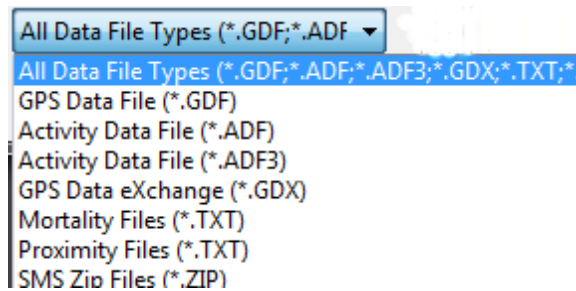 All Data File Types (*.GDF;*.ADF
All Data File Types (*.GDF;*.ADF;*.ADF3;*.GDX;*.TXT;*
GPS Data File (*.GDF)
Activity Data File (*.ADF)
Activity Data File (*.ADF3)
GPS Data eXchange (*.GDX)
Mortality Files (*.TXT)
Proximity Files (*.TXT)
SMS Zip Files (*.ZIP)